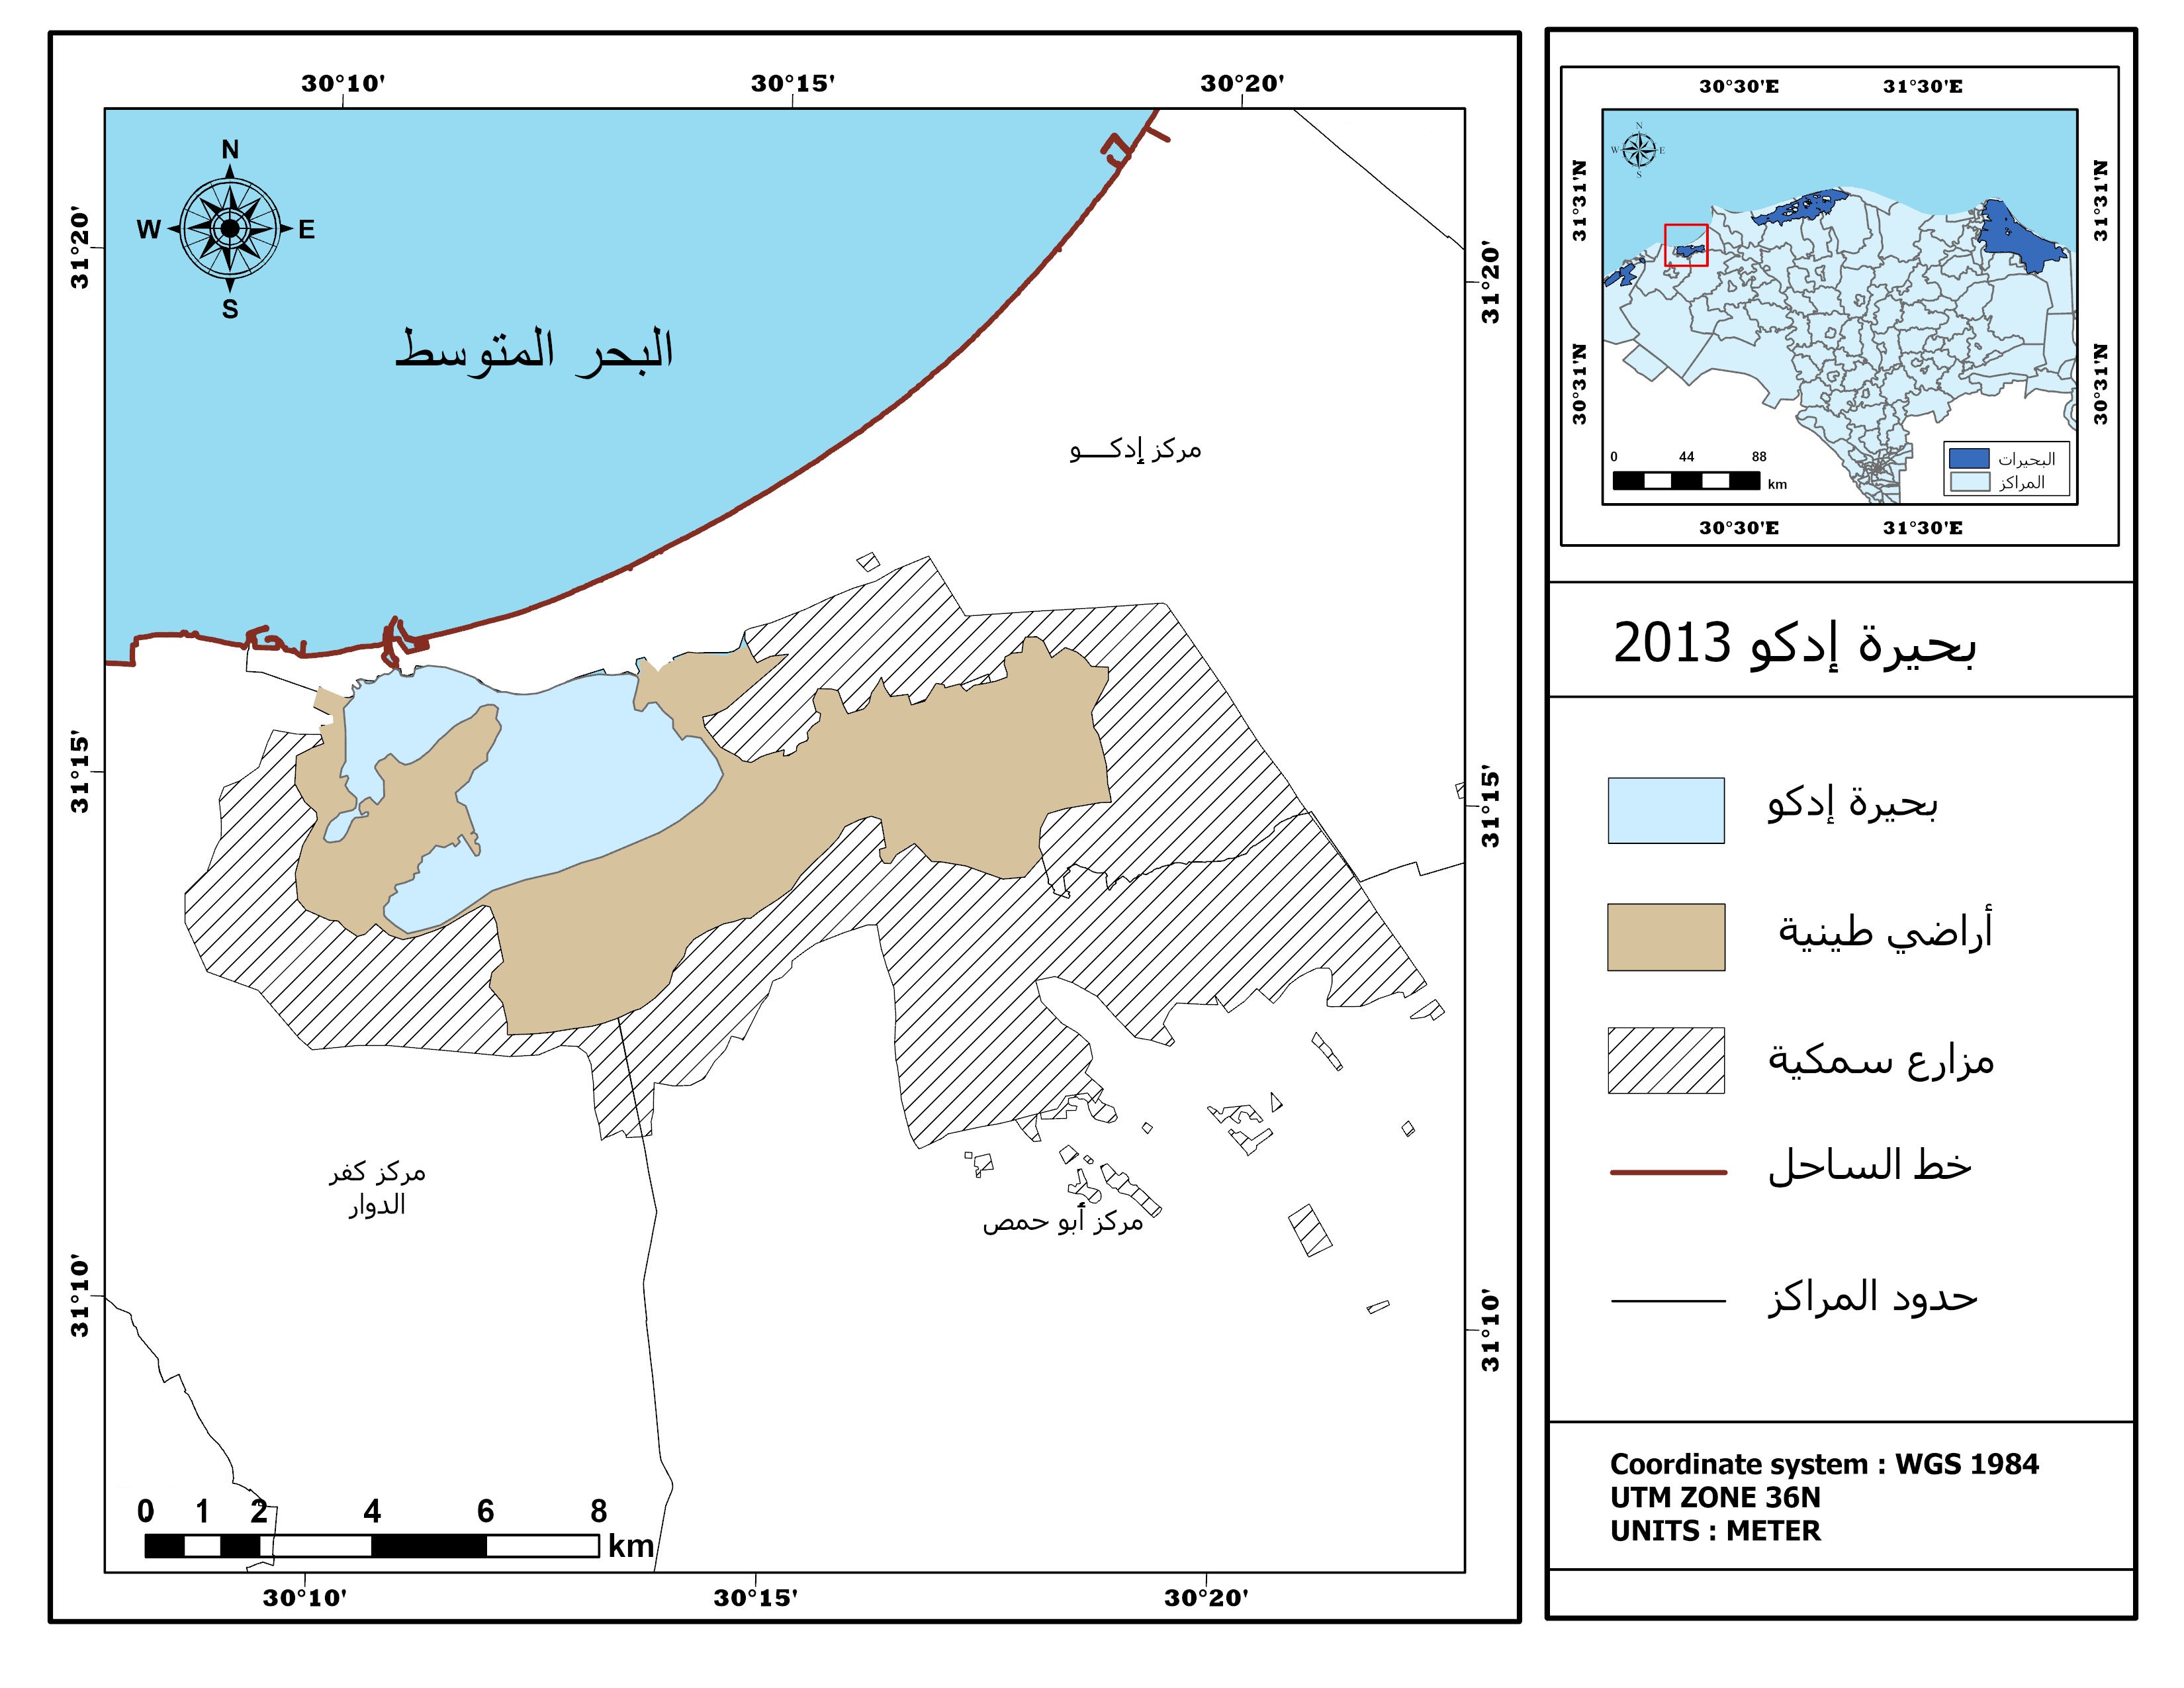 30°10' 30°15' 30°20'
N
W E
S
31°20' 31°20'
البحر المتوسط
مركز إدكـــو
31°15' 31°15'
مركز كفر
الدوار
مركز أبو حمص
31°10' 31°10'
0 1 2 4 6 8
km
30°10' 30°15' 30°20'
30°30'E 31°30'E
N
W E
S
31°31'N 31°31'N
30°31'N 30°31'N
0 44 88
km
البحيرات
المراكز
30°30'E 31°30'E
بحيرة إدكو 2013
بحيرة إدكو
أراضي طينية
مزارع سمكية
خط الساحل
حدود المراكز
Coordinate system : WGS 1984
UTM ZONE 36N
UNITS : METER